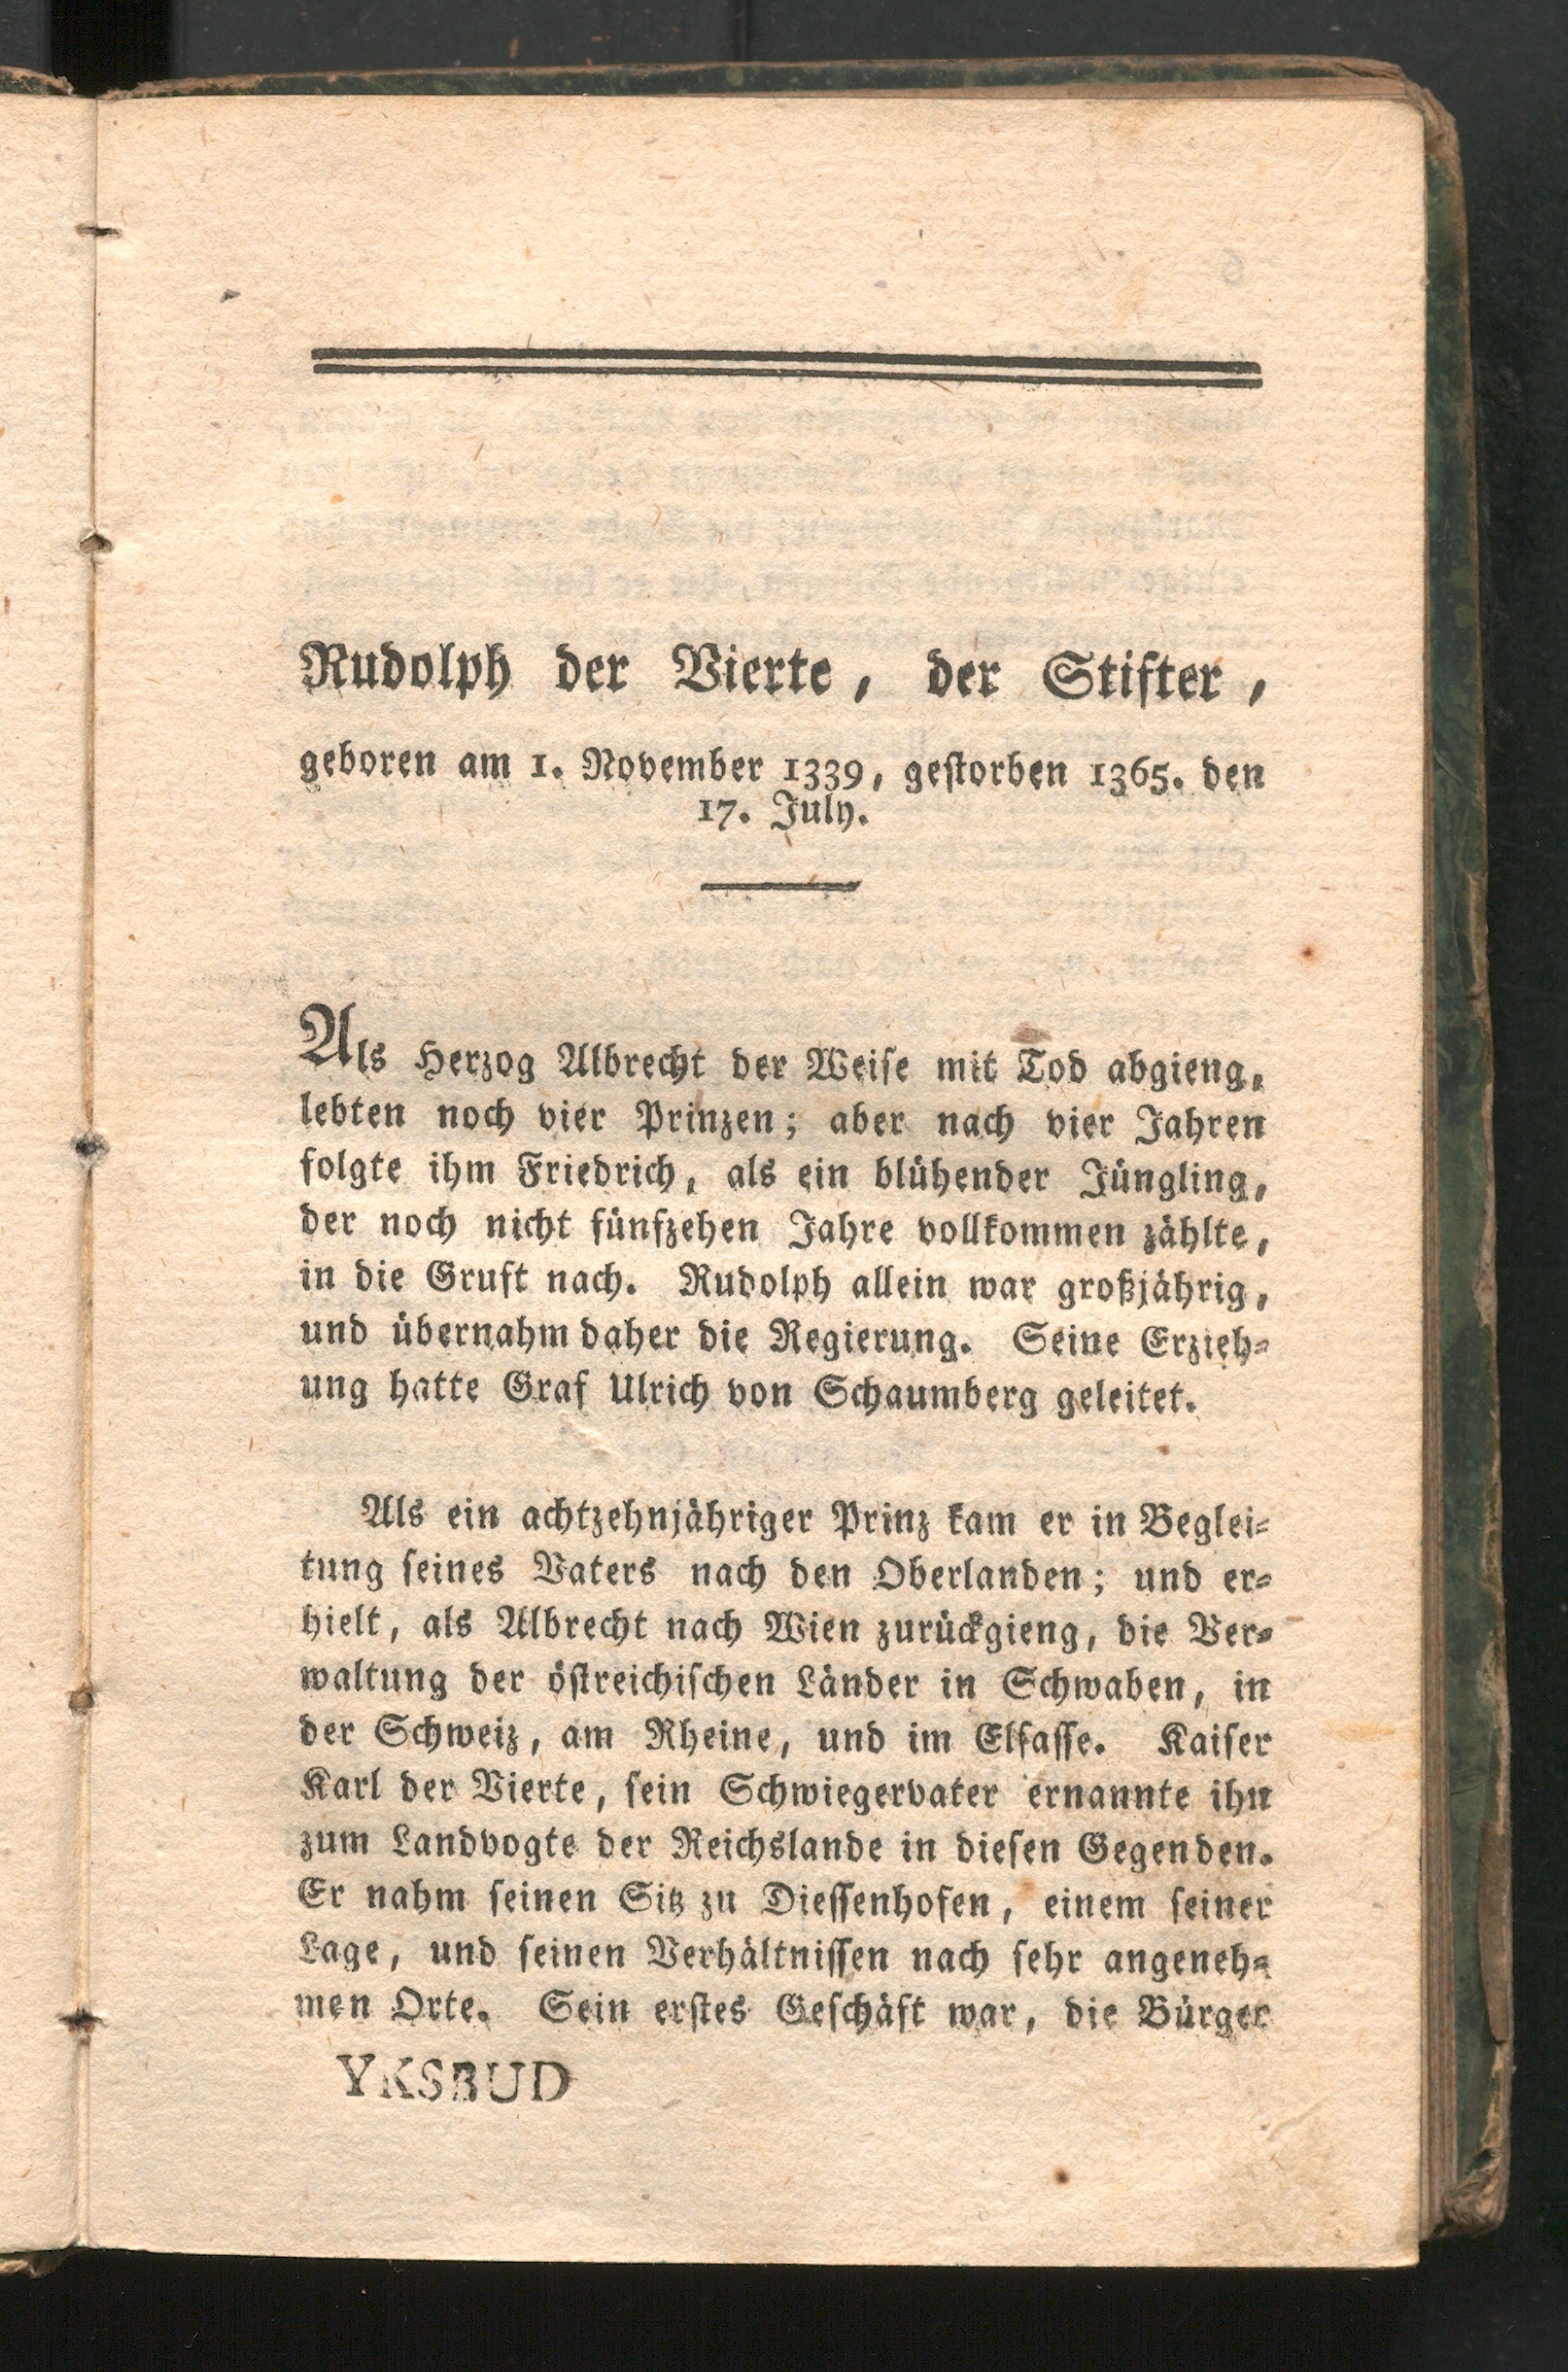 Rudolph der Vierte, der Stifter,
geboren am 1. November 1339, gestorben 1365. den
17. July.
Als Herzog Albrecht der Weise mit Tod abgieng,
lebten noch vier Prinzen; aber nach vier Jahren
folgte ihm Friedrich, als ein blühender Jüngling,
der noch nicht fünfzehen Jahre vollkommen zählte,
in die Gruft nach. Rudolph allein war großjährig,
und übernahm daher die Regierung. Seine Erzieh-
ung hatte Graf Ulrich von Schaumberg geleitet.
Als ein achtzehnjähriger Prinz kam er in Beglei-
tung seines Vaters nach den Oberlanden; und er-
hielt, als Albrecht nach Wien zurückgieng, die Ver-
waltung der östreichischen Länder in Schwaben, in
der Schweiz, am Rheine, und im Elsasse. Kaiser
Karl der Vierte, sein Schwiegervater ernannte ihn
zum Landvogte der Reichslande in diesen Gegenden.
Er nahm seinen Sitz zu Diessenhofen, einem seiner
Lage, und seinen Verhältnissen nach sehr angeneh-
men Orte. Sein erstes Geschäft war, die Bürger
YKSBUD